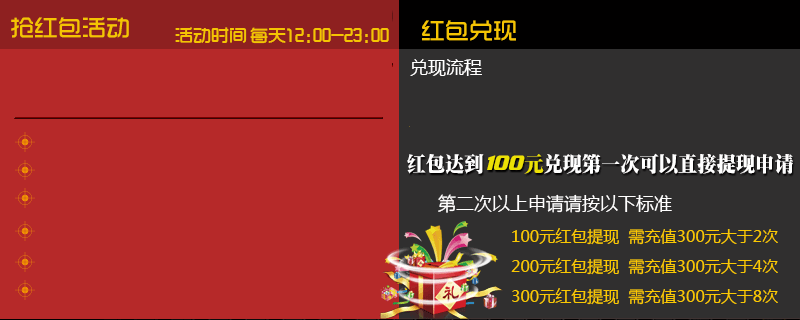 抢红包活动
活动时间 每天12:00-23:00
红包兑现
兑现流程
红包达到100元兑现第一次可以直接提现申请
第二次以上申请请按以下标准
100元红包提现 需充值300元大于2次
200元红包提现 需充值300元大于4次
300元红包提现 需充值300元大于8次
礼